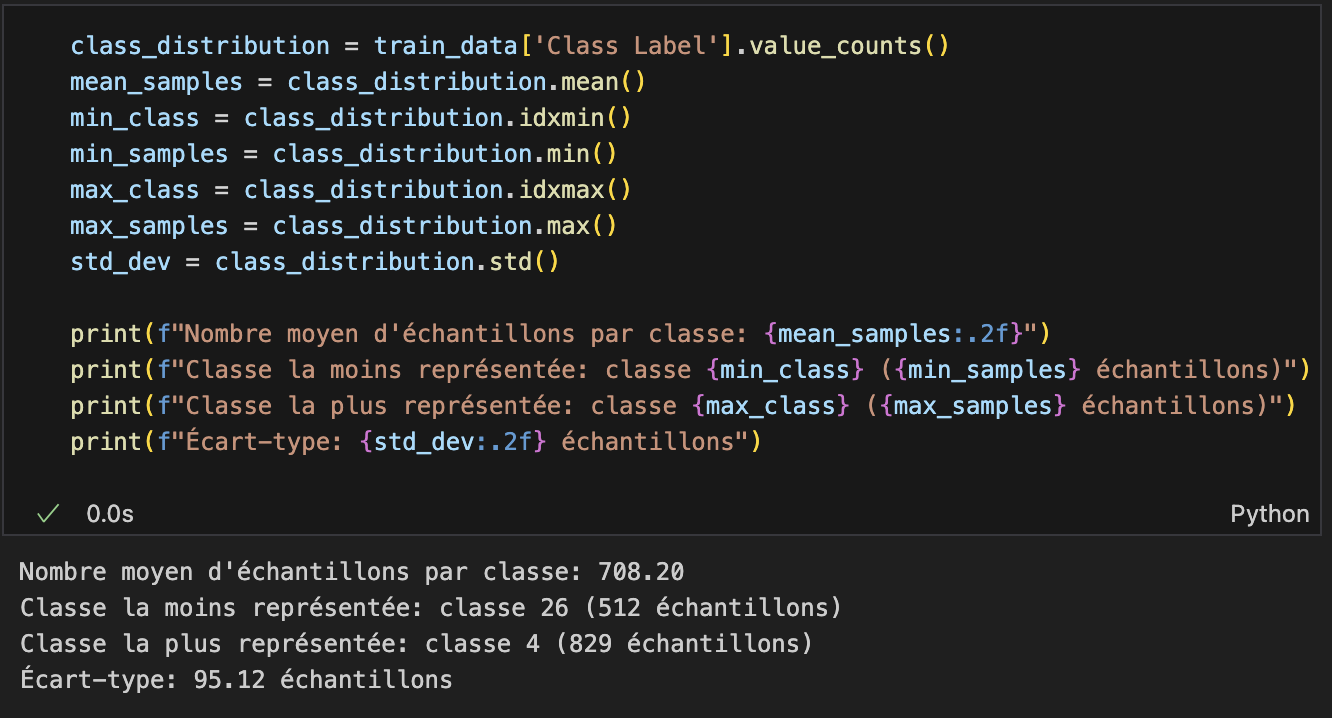 class_distribution = train_data['Class Label'].value_counts()
mean_samples = class_distribution.mean()
min_class = class_distribution.idxmin()
min_samples = class_distribution.min()
max_class = class_distribution.idxmax()
max_samples = class_distribution.max()
std_dev = class_distribution.std()
print(f"Nombre moyen d'échantillons par classe: {mean_samples:.2f}")
print(f"Classe la moins représentée: classe {min_class} ({min_samples} échantillons)")
print(f"Classe la plus représentée: classe {max_class} ({max_samples} échantillons)")
print(f"Écart-type: {std_dev:.2f} échantillons")
0.0s Python
Nombre moyen d'échantillons par classe: 708.20
Classe la moins représentée: classe 26 (512 échantillons)
Classe la plus représentée: classe 4 (829 échantillons)
Écart-type: 95.12 échantillons